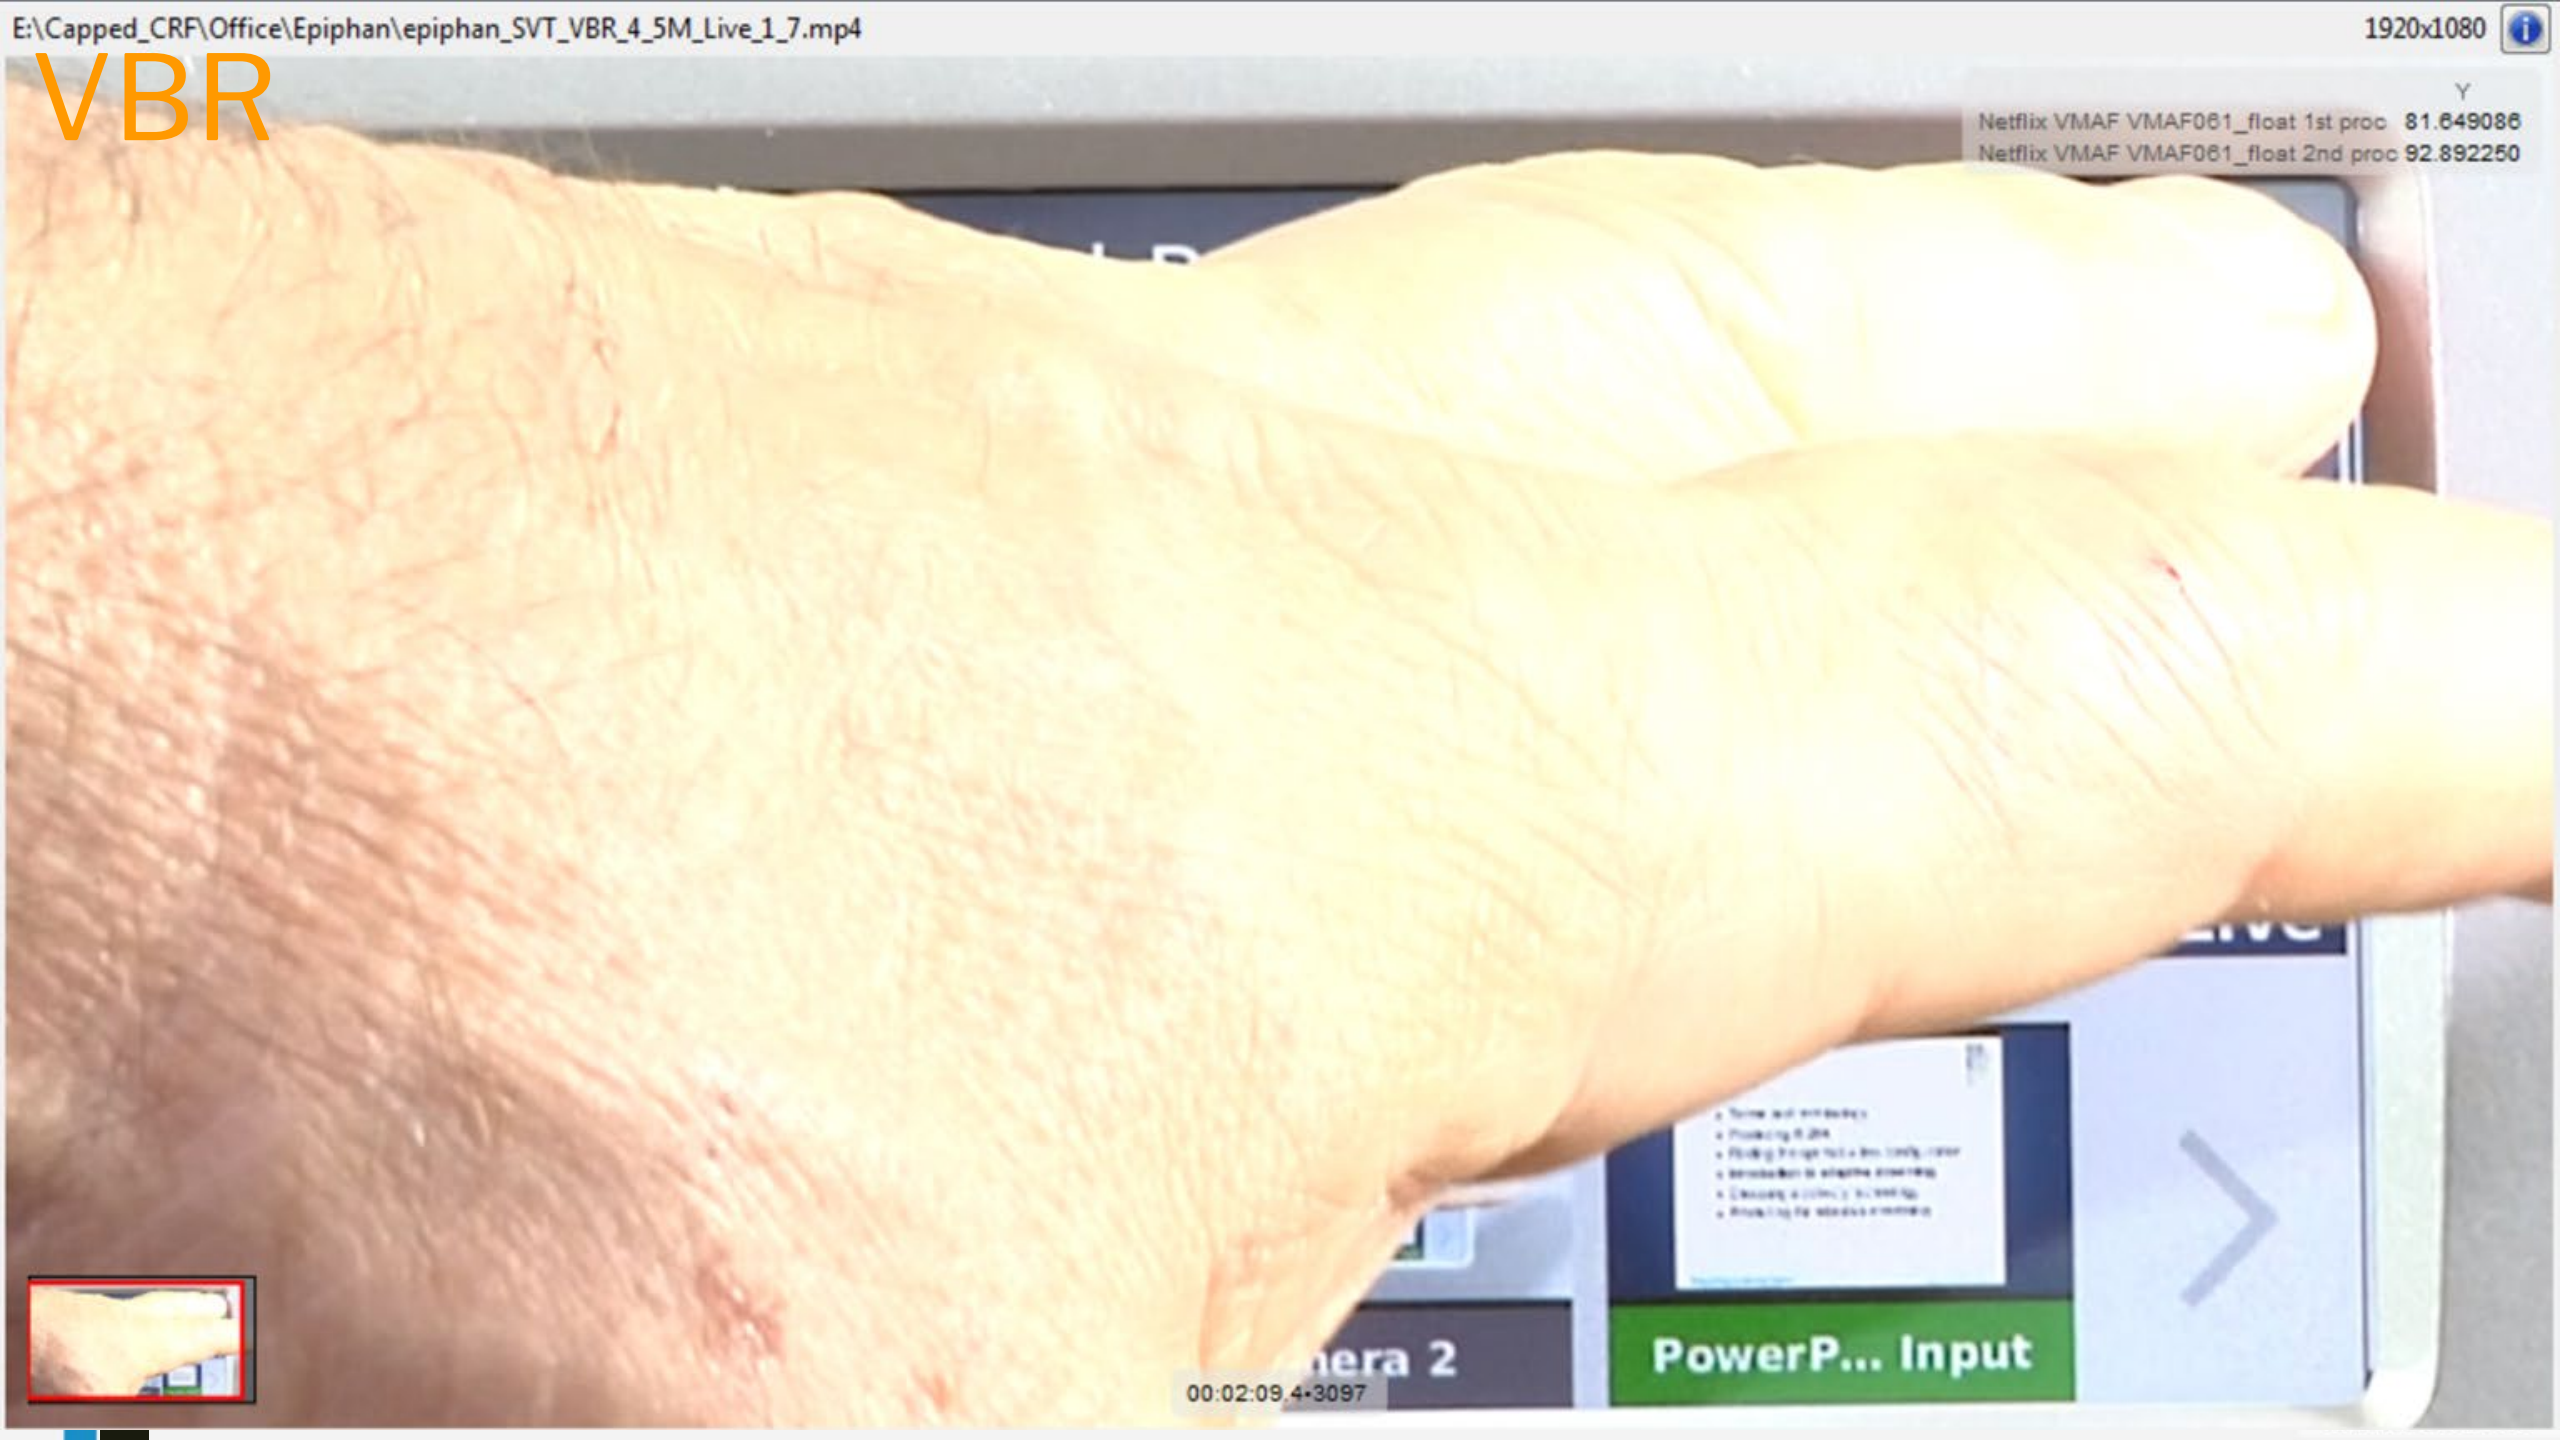 E:\Capped_CRF\Office\Epiphan\epiphan_SVT_VBR_4_5M_Live_1_7.mp4 1920x1080
VBR
Y
Netflix VMAF VMAF061_float 1st proc 81.649086
Netflix VMAF VMAF061_float 2nd proc 92.892250
Live
PowerP... Input
2
00:02:09.4•3097